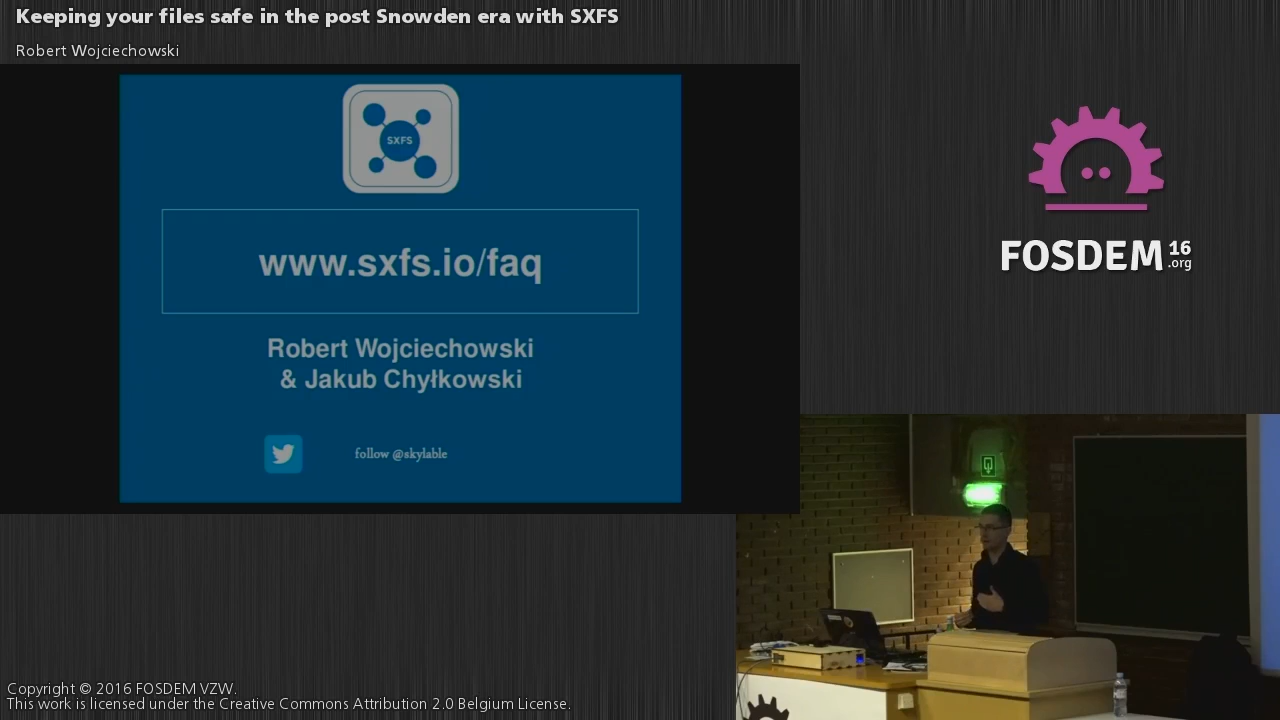 Keeping your files safe in the post Snowden era with SXFS
Robert Wojciechowski
SXFS
www.sxfs.io/faq
Robert Wojciechowski
& Jakub Chyłkowski
follow @skylable
FOSDEM 16
.org
Copyright © 2016 FOSDEM VZW.
This work is licensed under the Creative Commons Attribution 2.0 Belgium License.